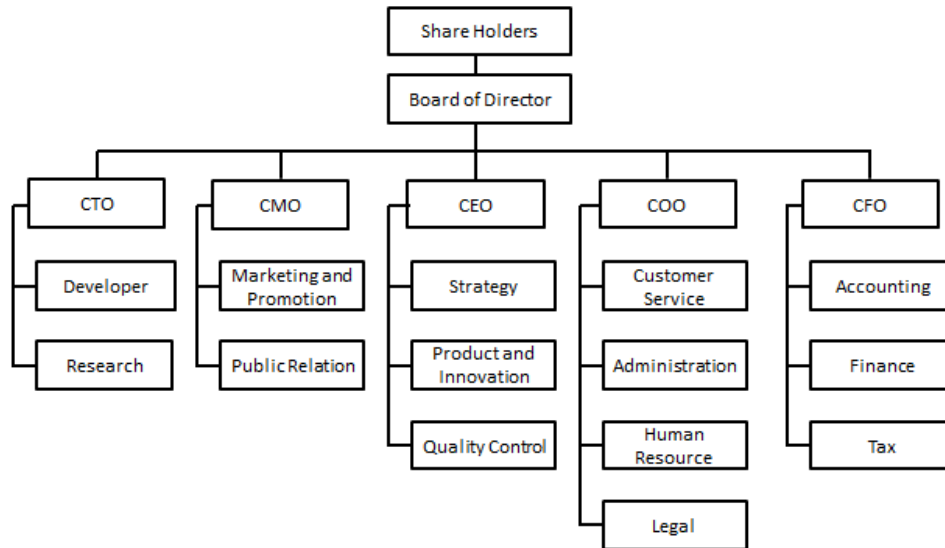 Share Holders
Board of Director
CTO
CMO
CEO
COO
CFO
Developer
Marketing and
Promotion
Strategy
Customer
Service
Accounting
Research
Public Relation
Product and
Innovation
Administration
Finance
Quality Control
Human
Resource
Tax
Legal